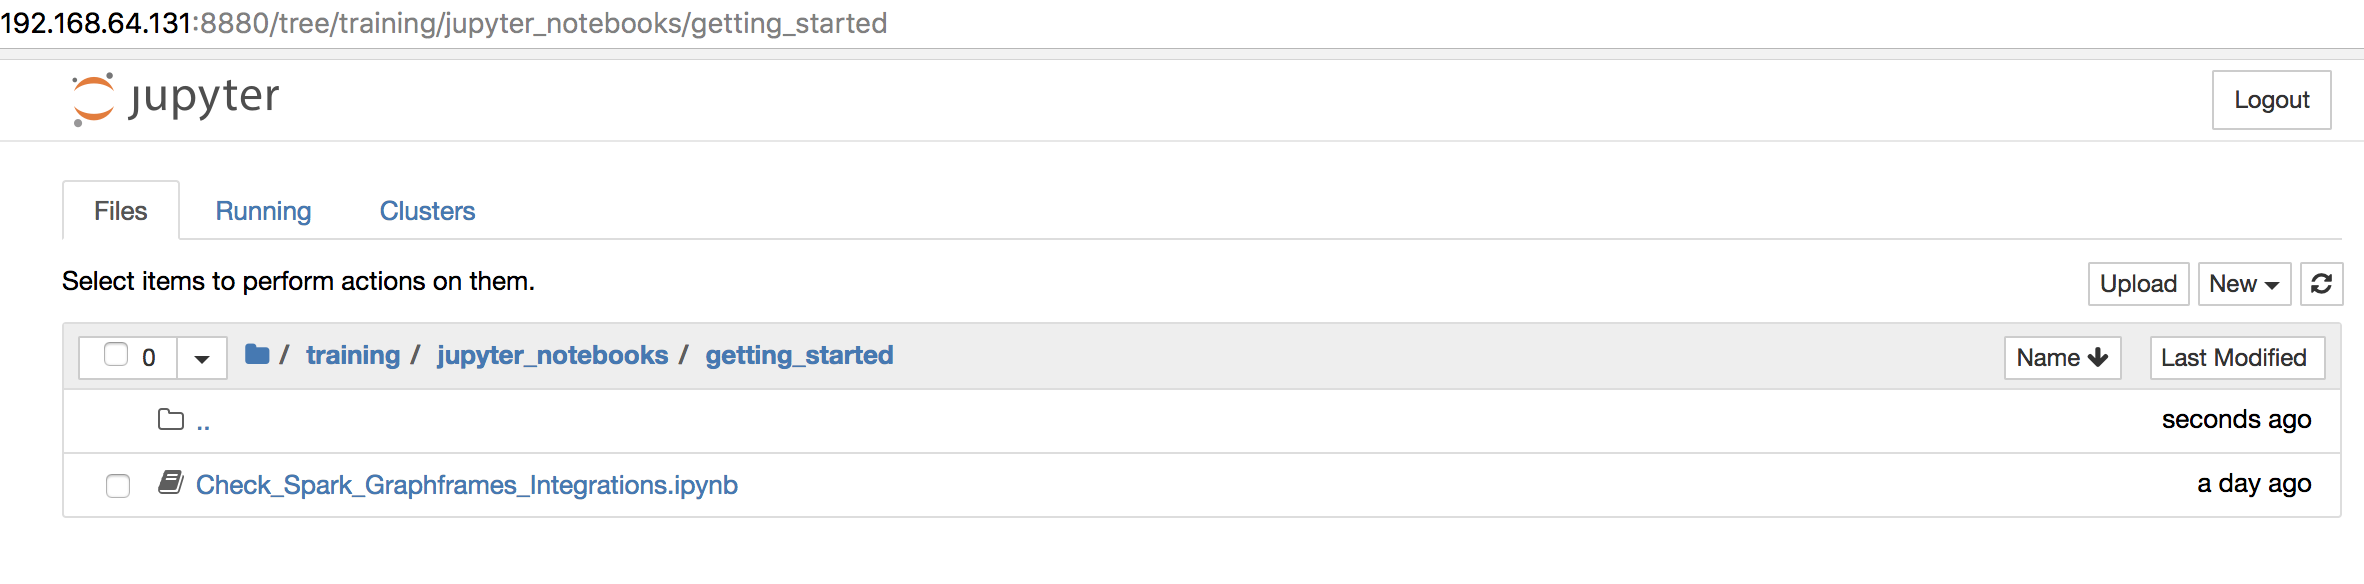 192.168.64.131:8880/tree/training/jupyter_notebooks/getting_started
jupyter
Logout
Files Running Clusters
Select items to perform actions on them.
Upload New
0 / training / jupyter_notebooks / getting_started Name Last Modified
.. seconds ago
Check_Spark_Graphframes_Integrations.ipynb a day ago